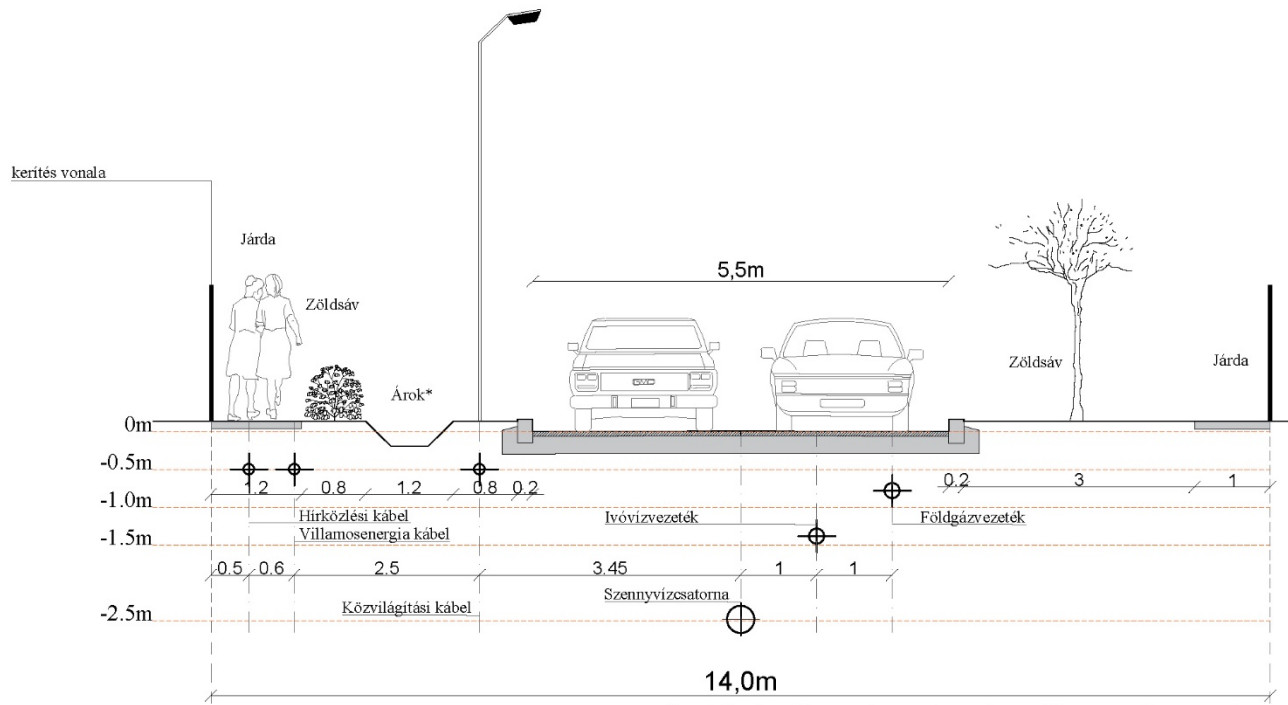 kerítés vonala
Járda
Zöldsáv
Árok*
5,5m
GMC
Zöldsáv
Járda
0m
-0.5m
1.2
0.8
1.2
0.8
0.2
0.2
3
1
-1.0m
Hírközlési kábel
Ivóvízvezeték
Földgázvezeték
Villamosenergia kábel
-1.5m
0.5
0.6
2.5
3.45
1
1
Közvilágítási kábel
Szennyvízcsatorna
-2.5m
14,0m